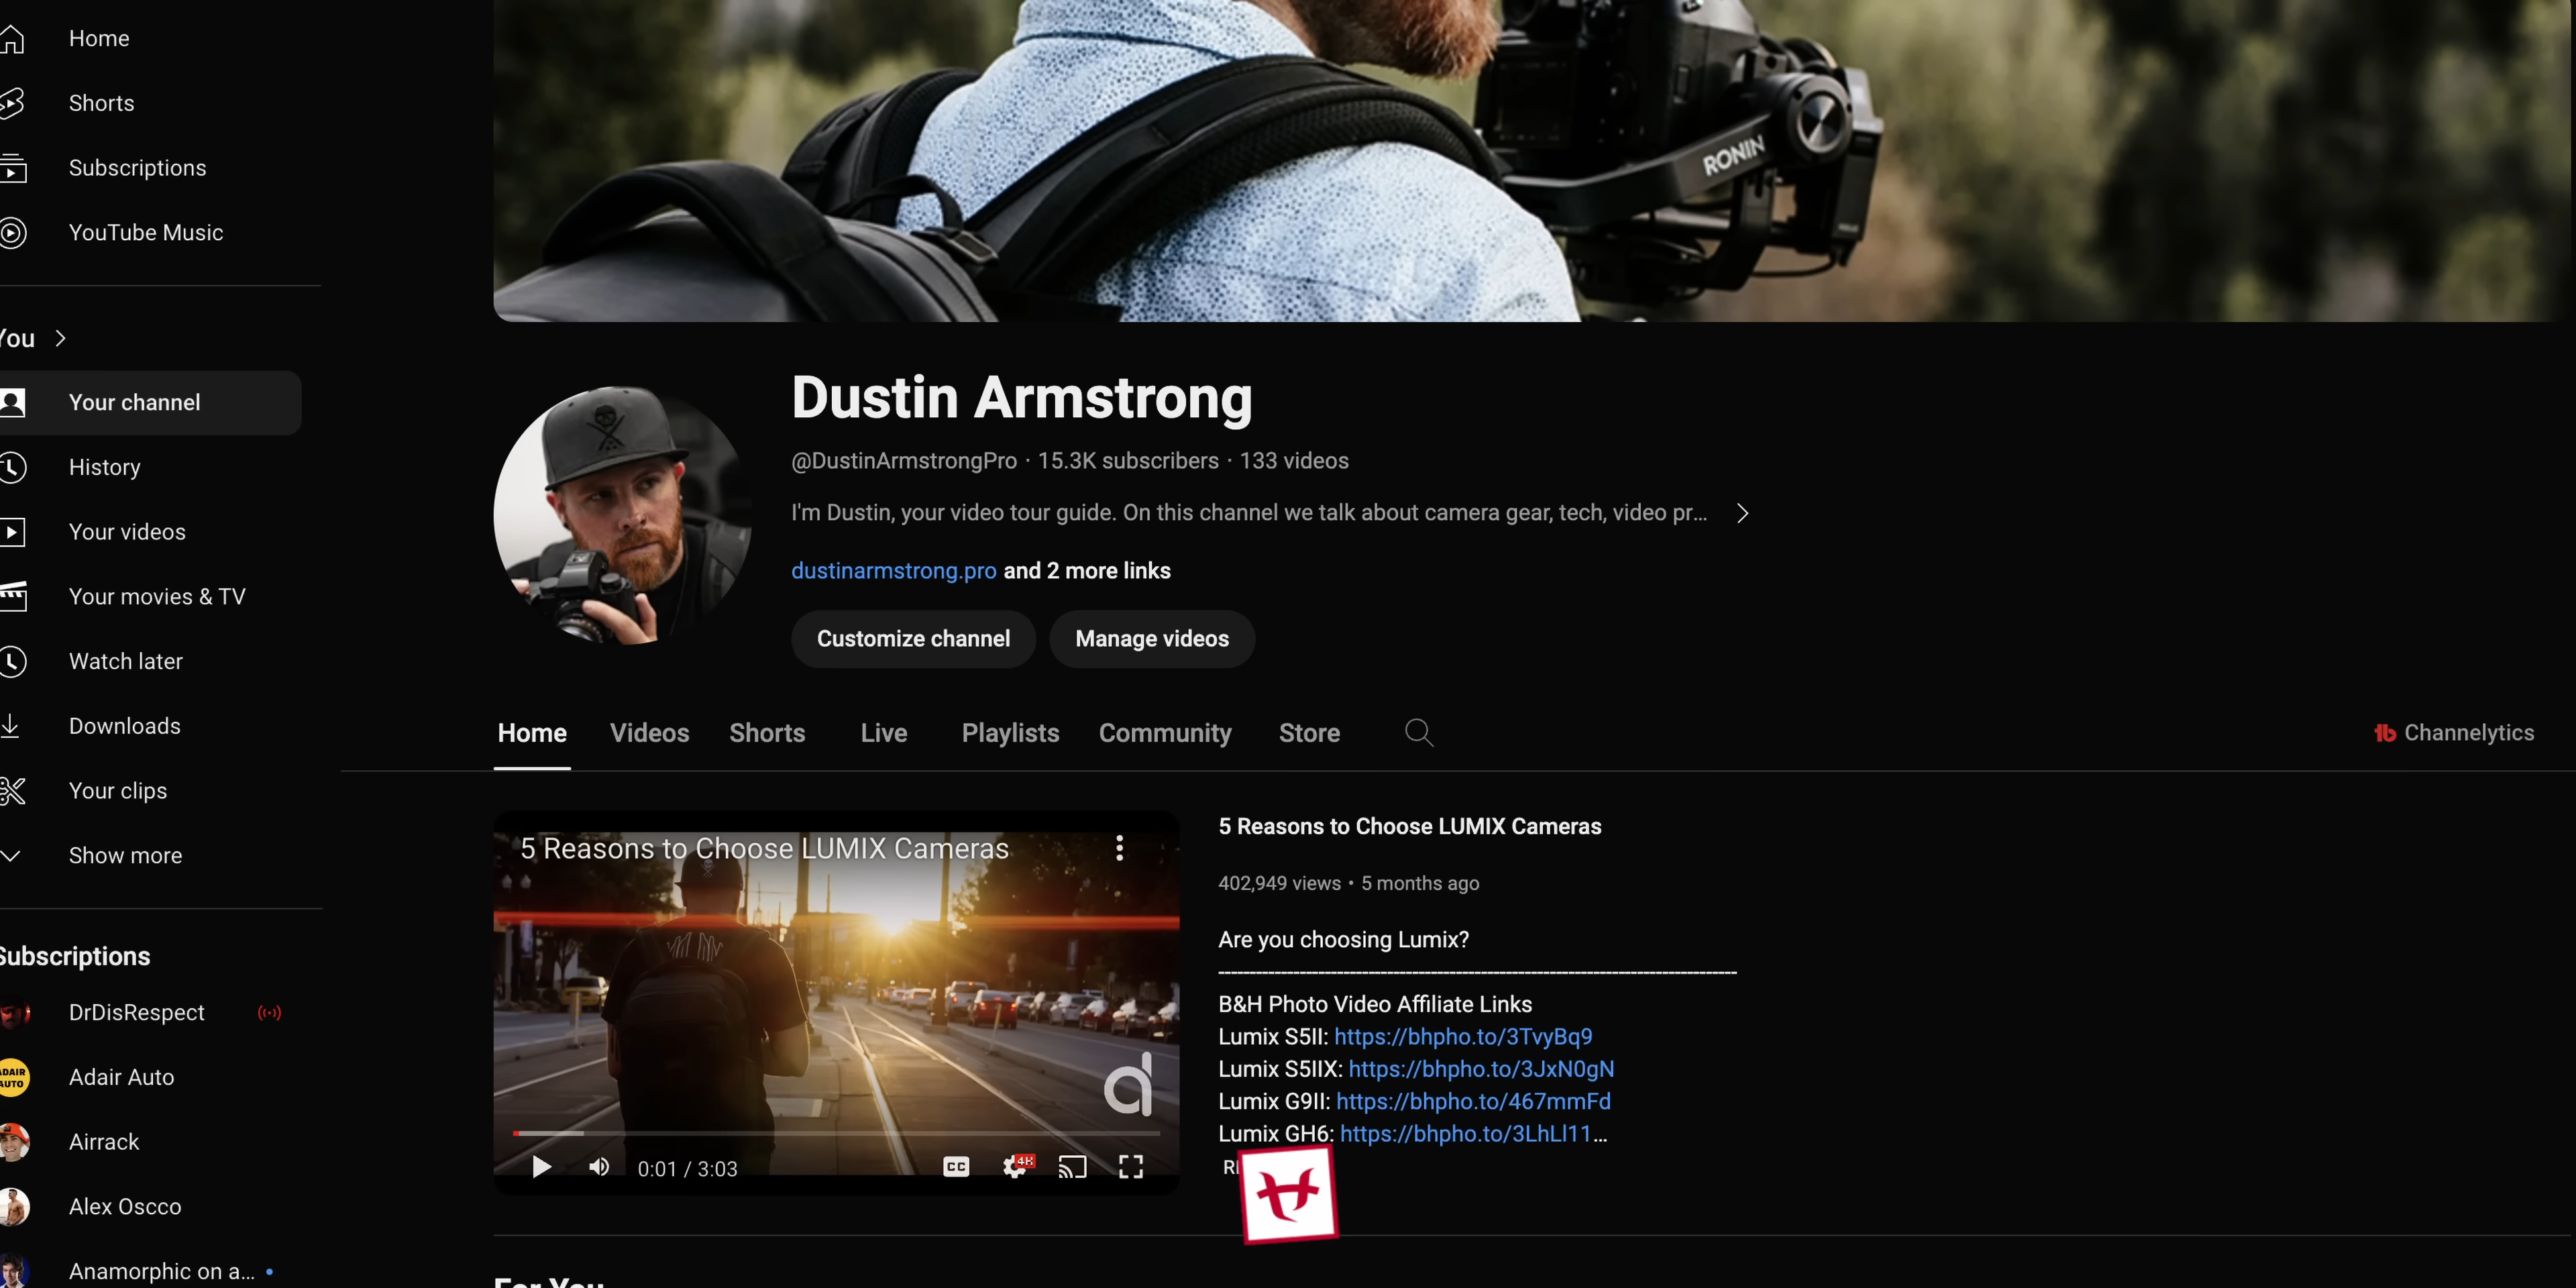 Home
Shorts
Subscriptions
YouTube Music
You
Your channel
History
Your videos
Your movies & TV
Watch later
Downloads
Your clips
Show more
Subscriptions
DrDisRespect
ADAIR
AUTO
Adair Auto
Airrack
Alex Oscco
Anamorphic on a...
RONIN
Dustin Armstrong
@DustinArmstrongPro · 15.3K subscribers · 133 videos
I'm Dustin, your video tour guide. On this channel we talk about camera gear, tech, video pr...
dustinarmstrong.pro and 2 more links
Customize channel Manage videos
Home Videos Shorts Live Playlists Community Store
Channelytics
5 Reasons to Choose LUMIX Cameras
0:01 / 3:03
CC
4K
5 Reasons to Choose LUMIX Cameras
402,949 views • 5 months ago
Are you choosing Lumix?
B&H Photo Video Affiliate Links
Lumix S5II: https://bhpho.to/3TvyBq9
Lumix S5IIX: https://bhpho.to/3JxN0gN
Lumix G9II: https://bhpho.to/467mmFd
Lumix GH6: https://bhpho.to/3LhLl11...